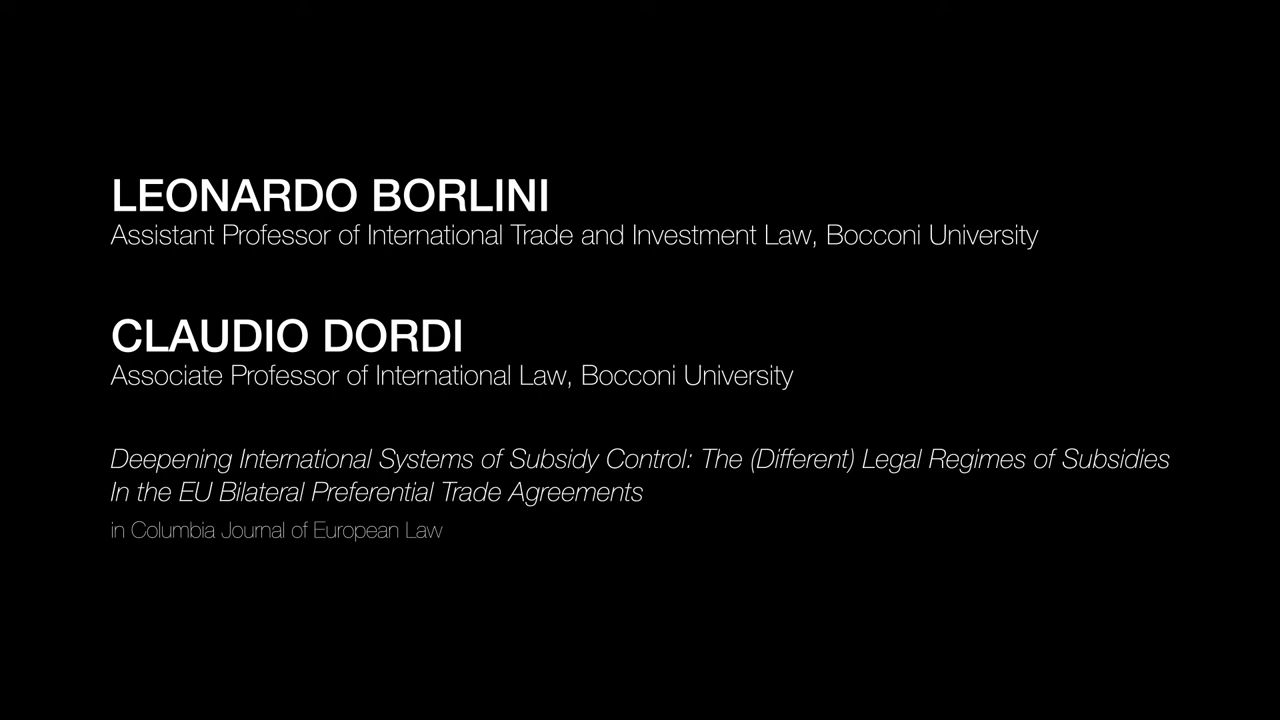 LEONARDO BORLINI
Assistant Professor of International Trade and Investment Law, Bocconi University
CLAUDIO DORDI
Associate Professor of International Law, Bocconi University
Deepening International Systems of Subsidy Control: The (Different) Legal Regimes of Subsidies
In the EU Bilateral Preferential Trade Agreements
in Columbia Journal of European Law